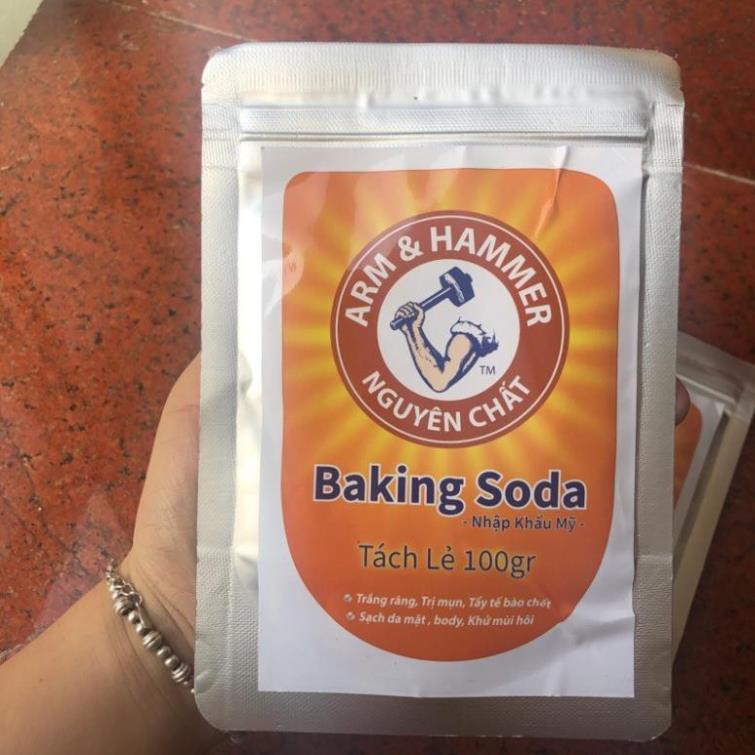 ARM & HAMMER
TM
NGUYÊN CHẤT
Baking Soda
- Nhập Khẩu Mỹ -
Tách Lẻ 100gr
Trắng răng, Trị mụn, Tẩy tế bào chết
Sạch da mặt , body, Khử mùi hôi